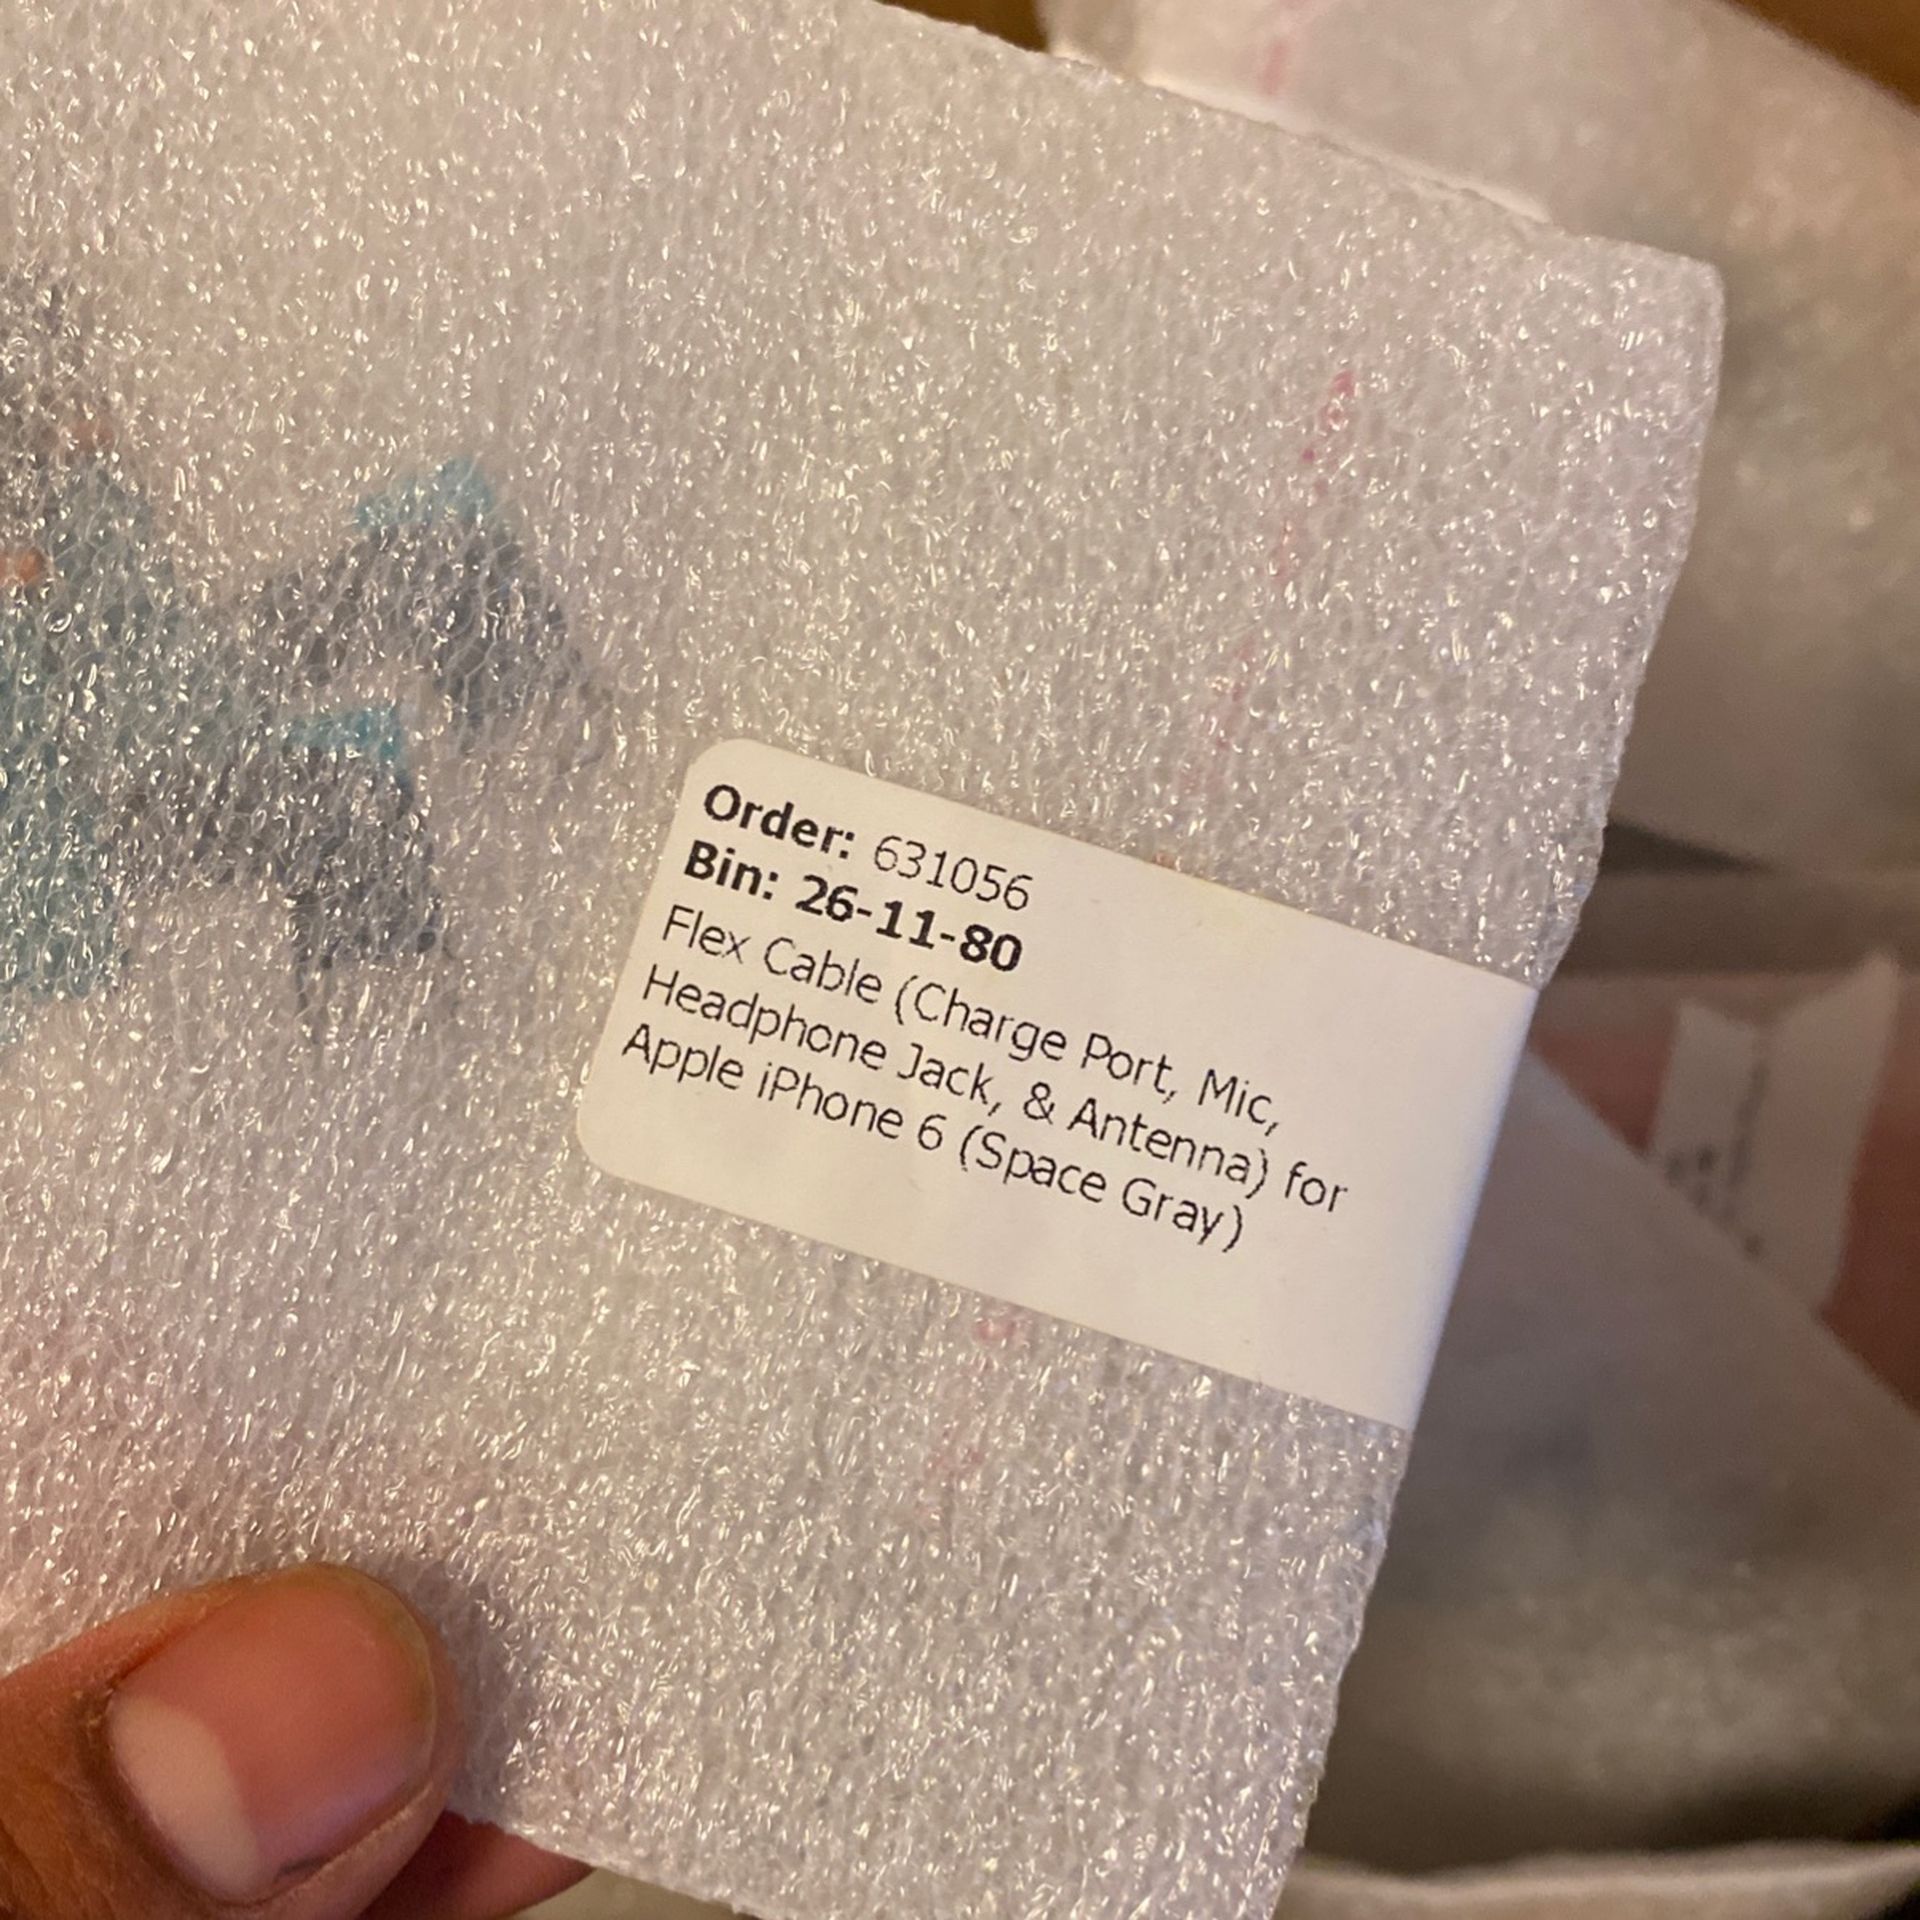 Order: 631056
Bin: 26-11-80
Flex Cable (Charge Port, Mic,
Headphone Jack, & Antenna) for
Apple iPhone 6 (Space Gray)